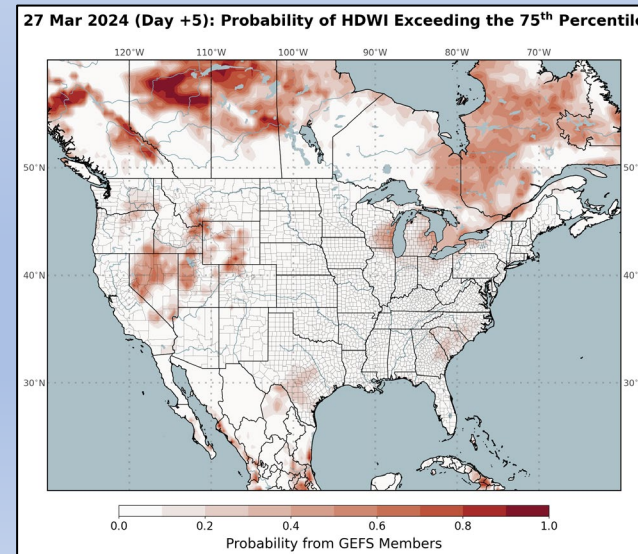 27 Mar 2024 (Day +5): Probability of HDWI Exceeding the 75th Percentile
120°W 110°W 100°W 90°W 80°W 70°W
50°N
50°N
40°N
40°N
30°N
30°N
0.0 0.2 0.4 0.6 0.8 1.0
Probability from GEFS Members